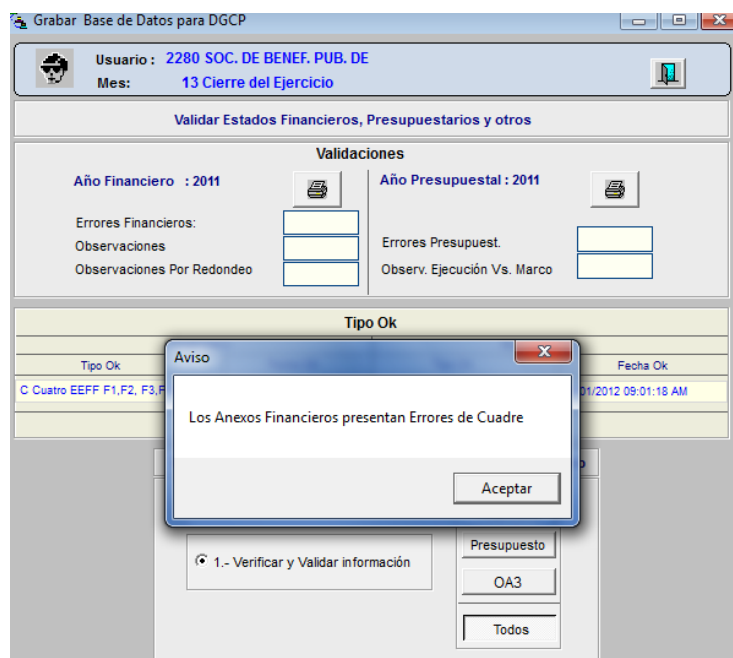 Grabar Base de Datos para DGCP
Usuario : 2280 SOC. DE BENEF. PUB. DE
Mes: 13 Cierre del Ejercicio
Validar Estados Financieros, Presupuestarios y otros
Validaciones
Año Financiero : 2011
Errores Financieros:
Observaciones
Observaciones Por Redondeo
Año Presupuestal : 2011
Errores Presupuest.
Observ. Ejecución Vs. Marco
Tipo Ok
Tipo Ok Fecha Ok
C Cuatro EEFF F1,F2, F3, 01/2012 09:01:18 AM
Aviso
Los Anexos Financieros presentan Errores de Cuadre
Aceptar
1.- Verificar y Validar información
Presupuesto
OA3
Todos